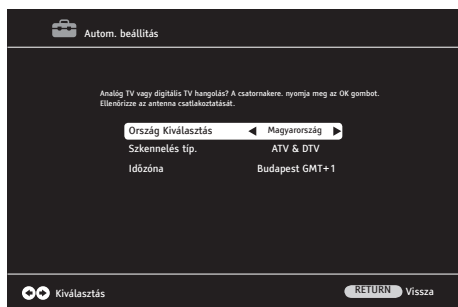 Autom. beállitás
Analóg TV vagy digitális TV hangolás? A csatornakere. nyomja meg az OK gombot.
Ellenőrizze az antenna csatlakoztatását.
Ország Kiválasztás Magyarország
Szkennelés típ. ATV & DTV
Időzóna Budapest GMT+1
Kiválasztás RETURN Vissza